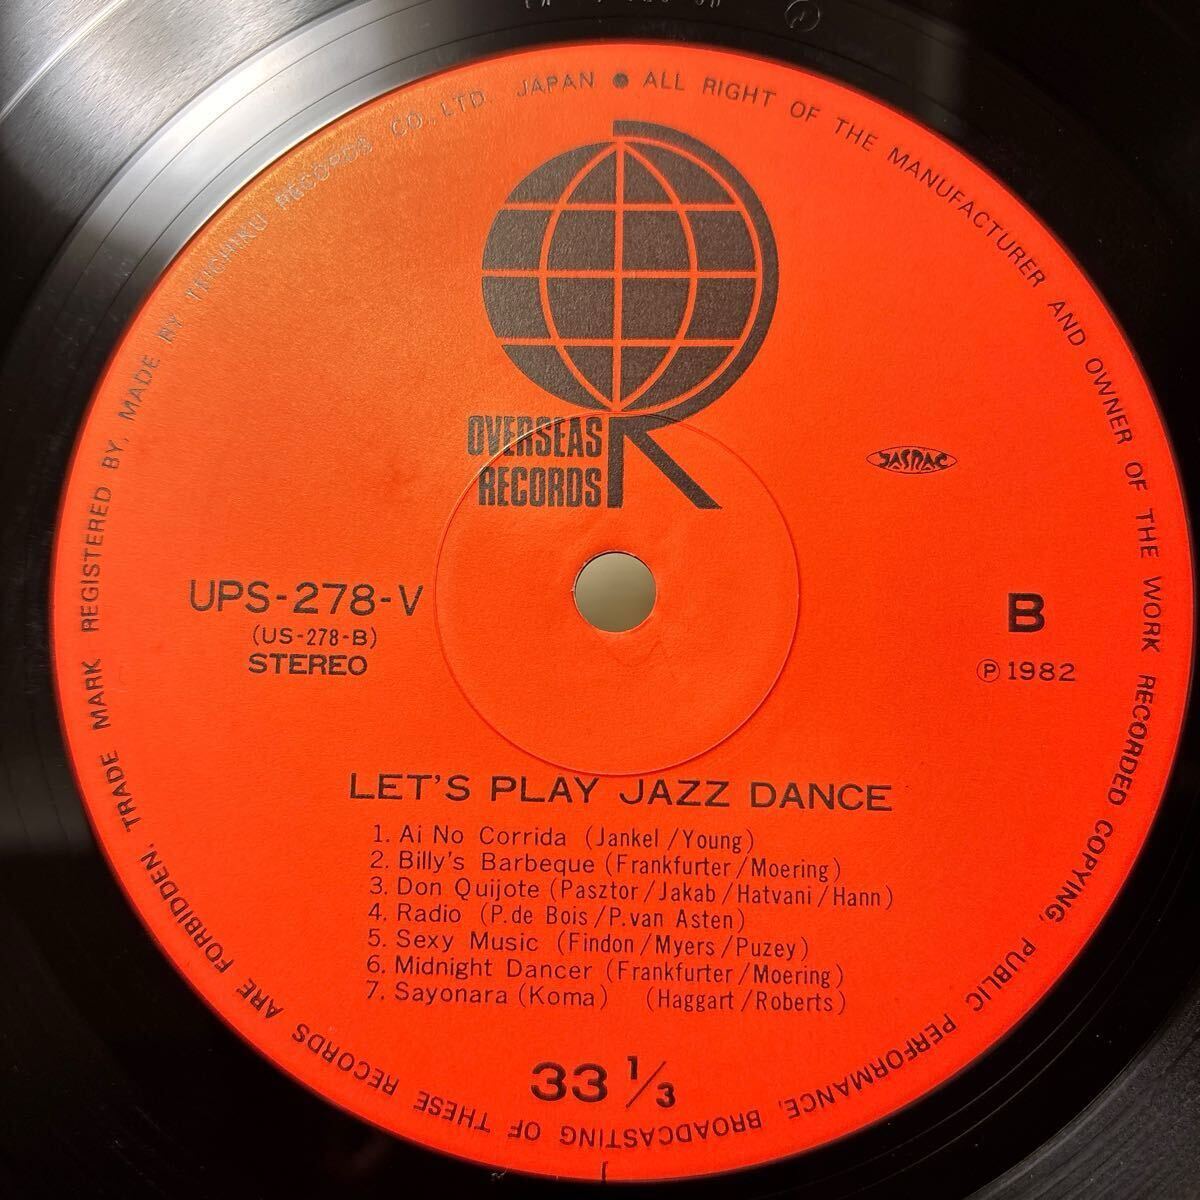 TRADE MARK REGISTERED BY, MADE BY TEICHIKU RECORDS CO., LTD. JAPAN ● ALL RIGHT OF THE MANUFACTURER AND OWNER OF THE WORK RECORDED COPYING, PUBLIC PERFORMANCE, BROADCASTING OF THESE RECORDS ARE FORBIDDEN,
OVERSEAS
RECORDS
R
JASRAC
UPS-278-V
(US-278-B)
STEREO
B
Ⓟ 1982
LET'S PLAY JAZZ DANCE
1. Ai No Corrida (Jankel/Young)
2. Billy's Barbeque (Frankfurter/Moering)
3. Don Quijote (Pasztor/Jakab/Hatvani/Hann)
4. Radio (P.de Bois/P.van Asten)
5. Sexy Music (Findon/Myers/Puzey)
6. Midnight Dancer (Frankfurter/Moering)
7. Sayonara (Koma) (Haggart/Roberts)
33 1/3